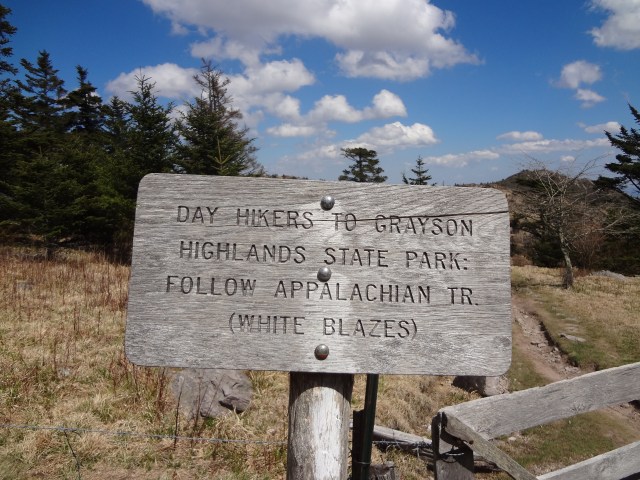 DAY HIKERS TO GRAYSON
HIGHLANDS STATE PARK:
FOLLOW APPALACHIAN TR.
(WHITE BLAZES)